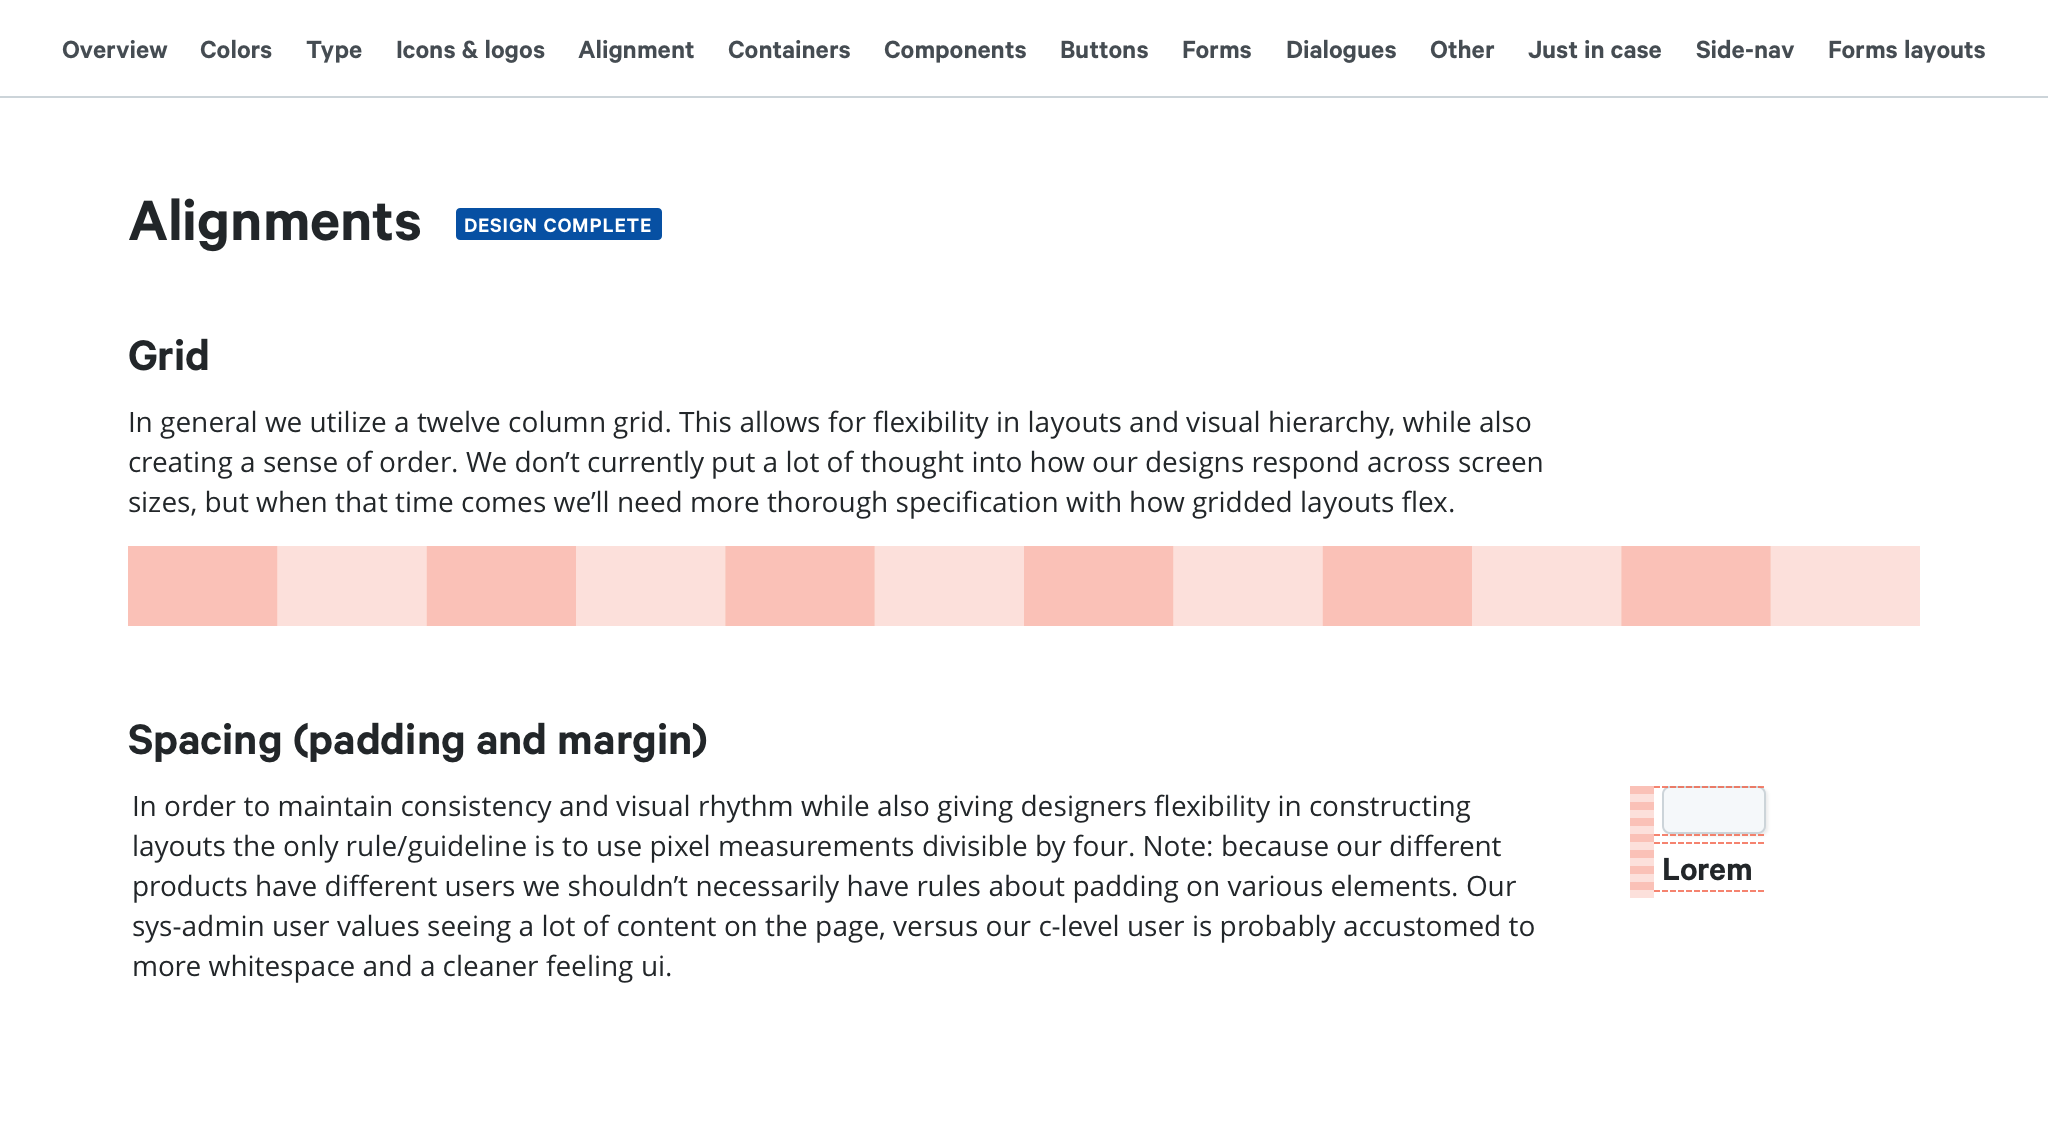 Overview Colors Type Icons & logos Alignment Containers Components Buttons Forms Dialogues Other Just in case Side-nav Forms layouts
Alignments DESIGN COMPLETE
Grid
In general we utilize a twelve column grid. This allows for flexibility in layouts and visual hierarchy, while also
creating a sense of order. We don’t currently put a lot of thought into how our designs respond across screen
sizes, but when that time comes we’ll need more thorough specification with how gridded layouts flex.
Spacing (padding and margin)
In order to maintain consistency and visual rhythm while also giving designers flexibility in constructing
layouts the only rule/guideline is to use pixel measurements divisible by four. Note: because our different
products have different users we shouldn’t necessarily have rules about padding on various elements. Our
sys-admin user values seeing a lot of content on the page, versus our c-level user is probably accustomed to
more whitespace and a cleaner feeling ui.
Lorem